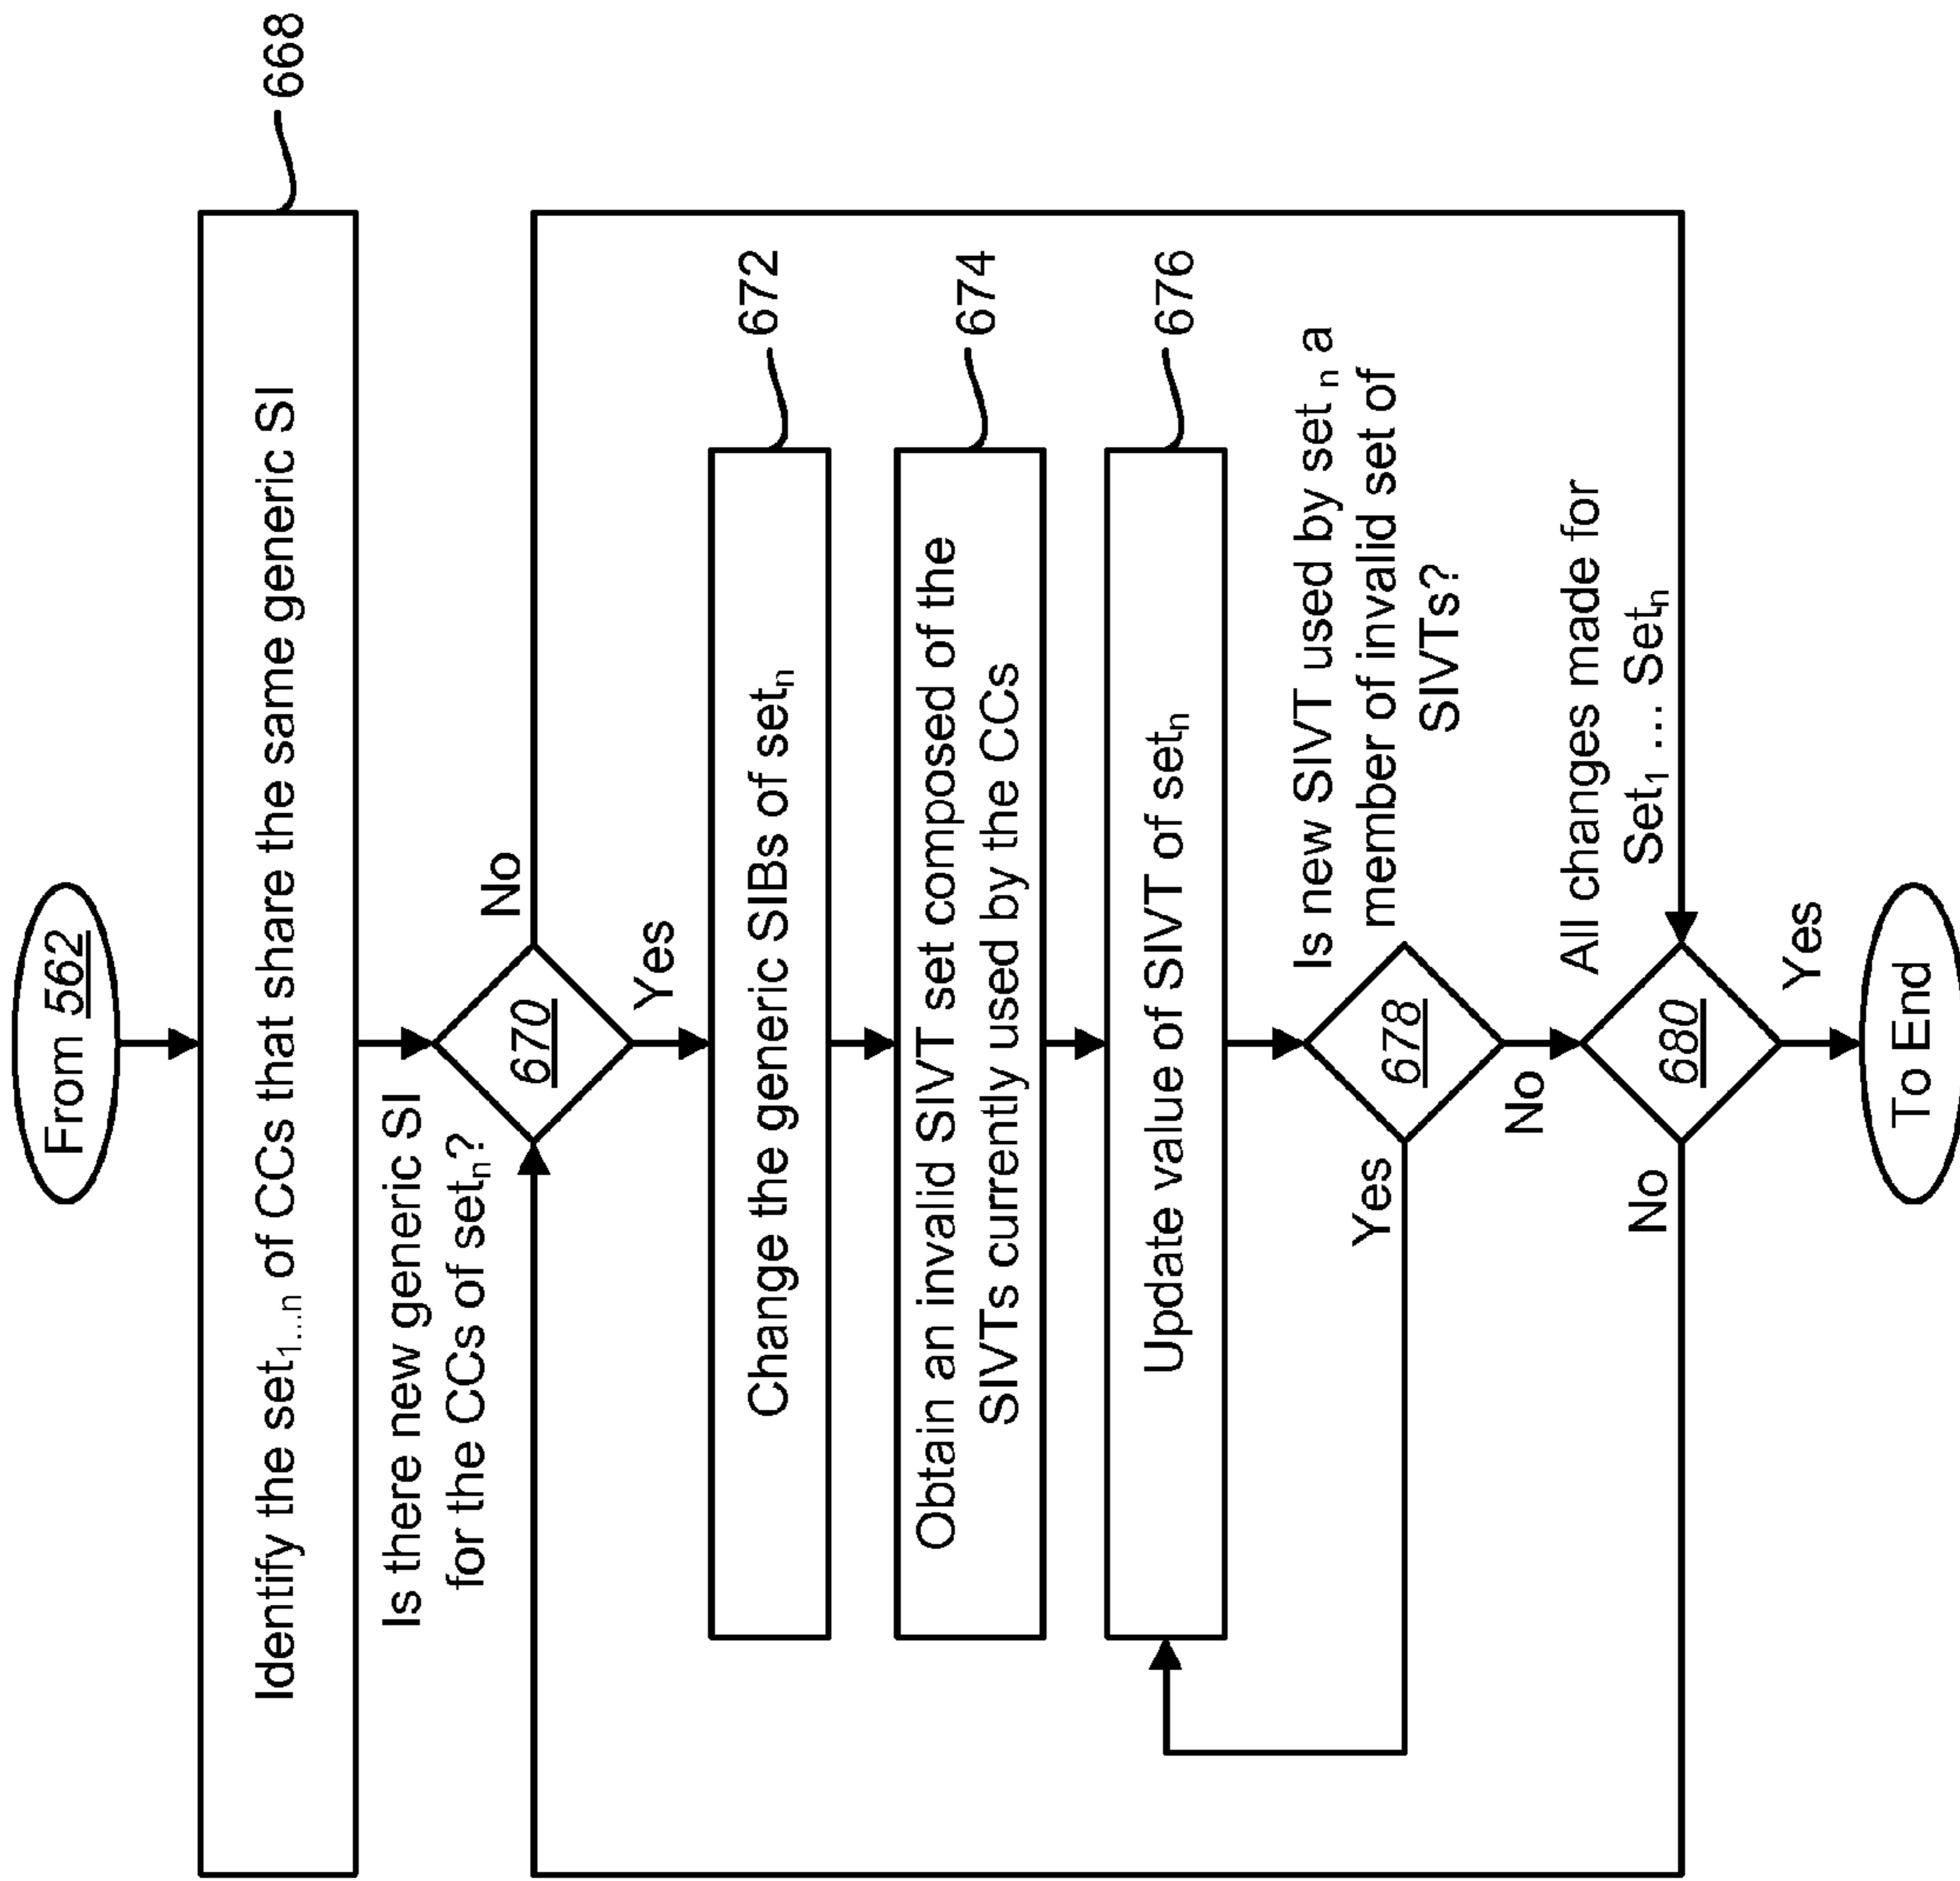 From 562
Identify the set1...n of CCs that share the same generic SI
668
Is there new generic SI
for the CCs of setn?
670
No
Yes
Change the generic SIBs of setn
672
Obtain an invalid SIVT set composed of the
SIVTs currently used by the CCs
674
Update value of SIVT of setn
676
Is new SIVT used by set n a
member of invalid set of
SIVTs?
678
Yes
No
All changes made for
Set1 ... Setn
680
No
Yes
To End